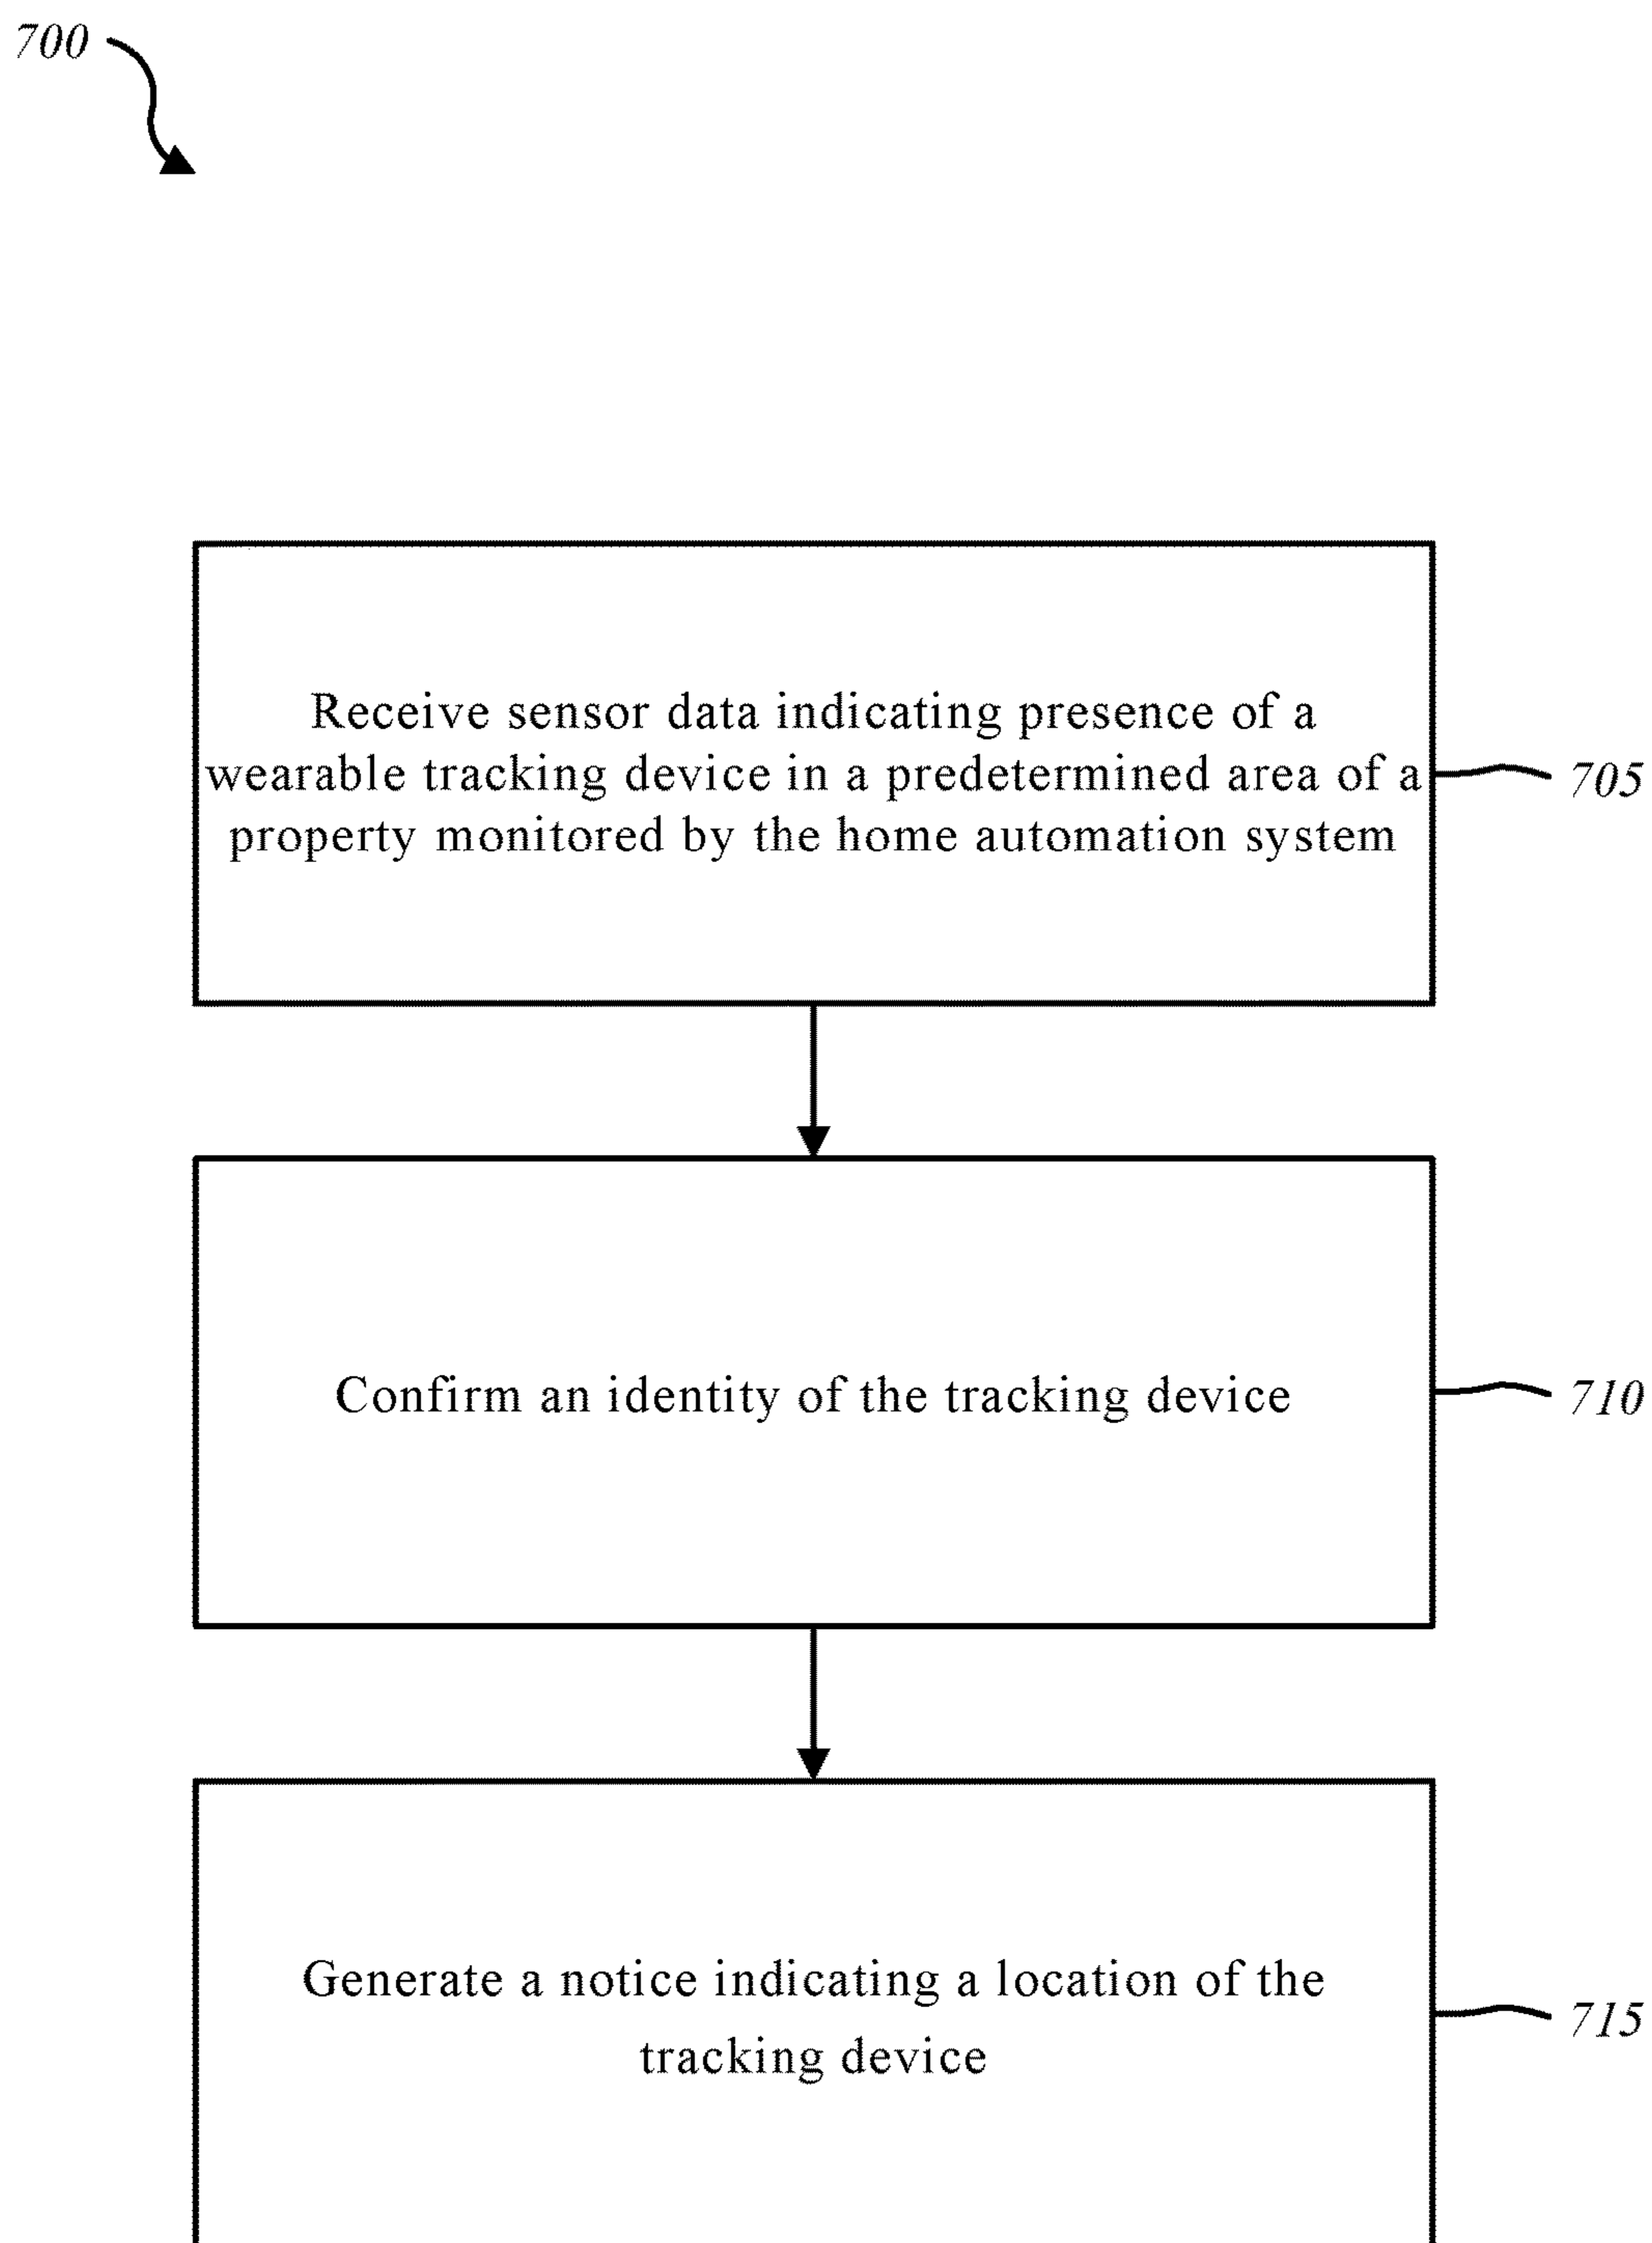 700
Receive sensor data indicating presence of a
wearable tracking device in a predetermined area of a
property monitored by the home automation system
705
Confirm an identity of the tracking device
710
Generate a notice indicating a location of the
tracking device
715